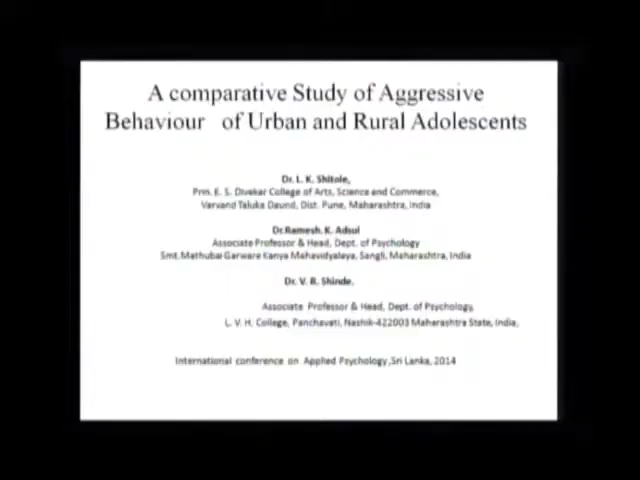 A comparative Study of Aggressive
Behaviour of Urban and Rural Adolescents
Dr. L. K. Shitole,
Prin. E. S. Divekar College of Arts, Science and Commerce,
Varvand Taluka Daund, Dist. Pune, Maharashtra, India
Dr.Ramesh. K. Adsul
Associate Professor & Head, Dept. of Psychology
Smt. Mathubai Garware Kanya Mahavidyalaya, Sangli, Maharashtra, India
Dr. V. R. Shinde.
Associate Professor & Head, Dept. of Psychology,
L. V. H. College, Panchavati, Nashik-422003 Maharashtra State, India,
International conference on Applied Psychology ,Sri Lanka, 2014